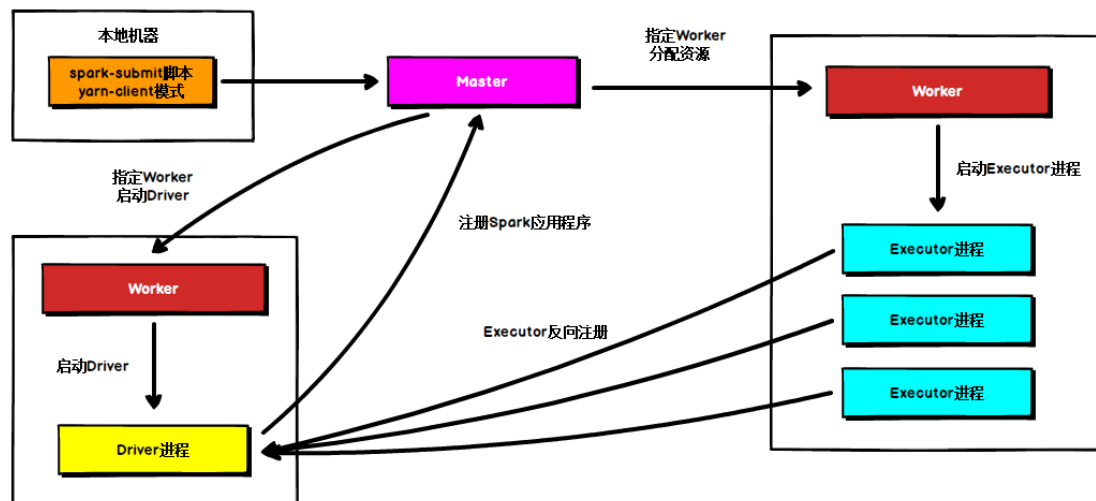 本地机器
spark-submit脚本
yarn-client模式
Master
指定Worker
分配资源
Worker
启动Executor进程
指定Worker
启动Driver
注册Spark应用程序
Worker
启动Driver
Driver进程
Executor反向注册
Executor进程
Executor进程
Executor进程